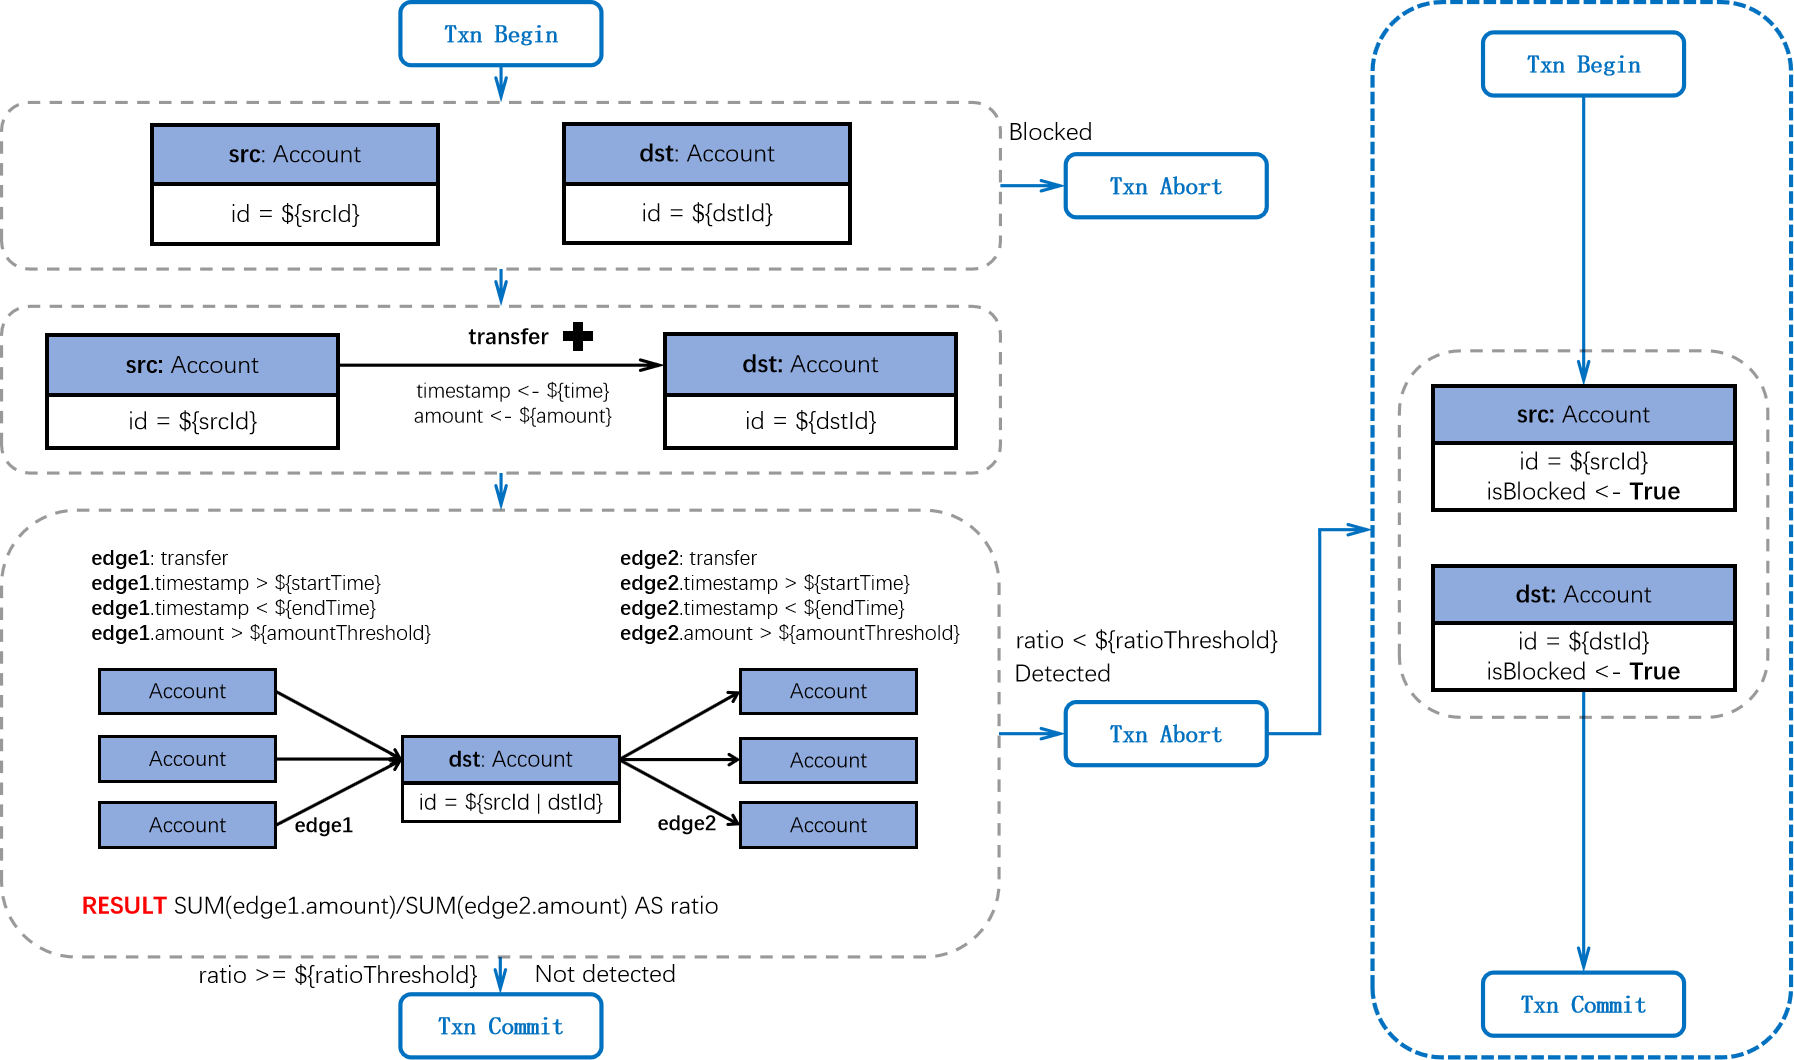 Txn Begin
src: Account
id = ${srcId}
dst: Account
id = ${dstId}
Blocked
Txn Abort
transfer
src: Account
id = ${srcId}
timestamp <- ${time}
amount <- ${amount}
dst: Account
id = ${dstId}
edge1: transfer
edge1.timestamp > ${startTime}
edge1.timestamp < ${endTime}
edge1.amount > ${amountThreshold}
edge2: transfer
edge2.timestamp > ${startTime}
edge2.timestamp < ${endTime}
edge2.amount > ${amountThreshold}
Account
Account
Account
edge1
dst: Account
id = ${srcId | dstId}
edge2
Account
Account
Account
RESULT SUM(edge1.amount)/SUM(edge2.amount) AS ratio
ratio < ${ratioThreshold}
Detected
Txn Abort
ratio >= ${ratioThreshold}
Not detected
Txn Commit
Txn Begin
src: Account
id = ${srcId}
isBlocked <- True
dst: Account
id = ${dstId}
isBlocked <- True
Txn Commit